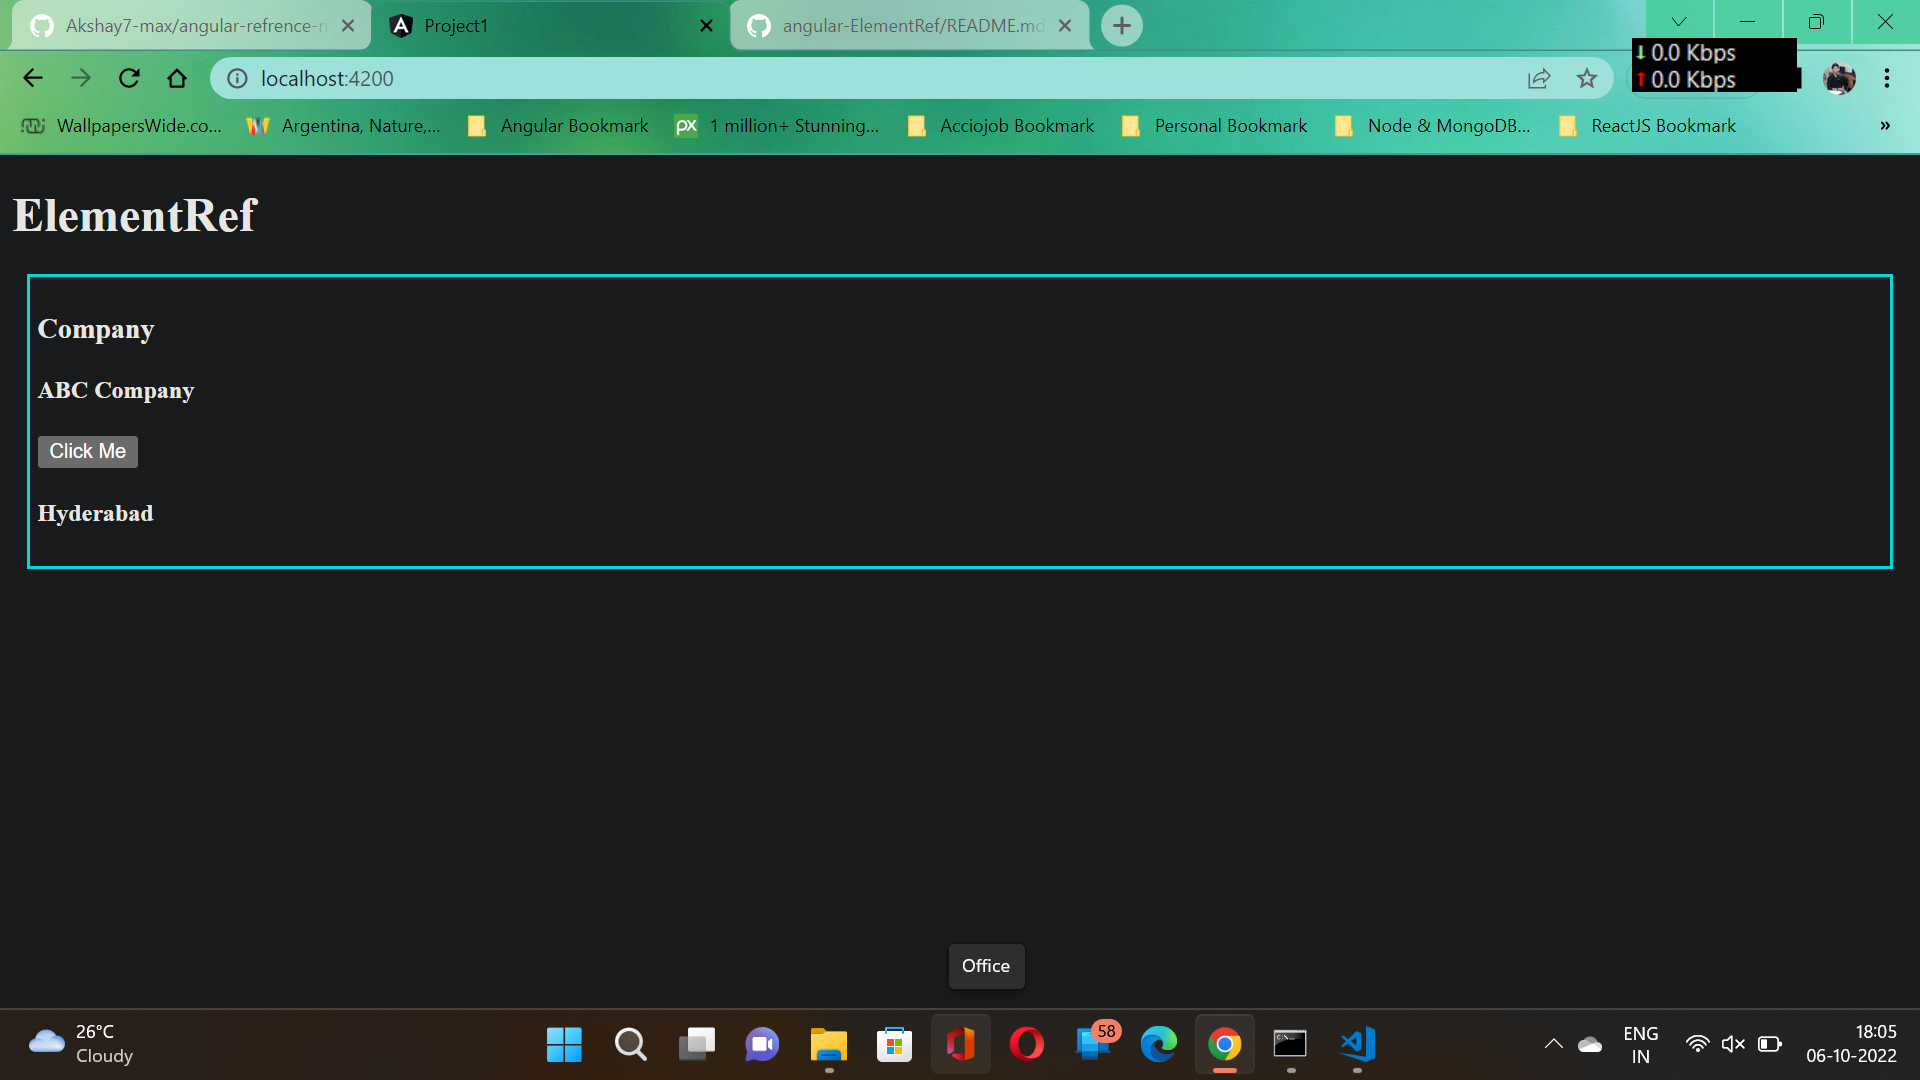 Akshay7-max/angular-refrence-n
Project1
angular-ElementRef/README.md
localhost:4200
0.0 Kbps
0.0 Kbps
WallpapersWide.co...
Argentina, Nature,...
Angular Bookmark
px
1 million+ Stunning...
Acciojob Bookmark
Personal Bookmark
Node & MongoDB...
ReactJS Bookmark
»
ElementRef
Company
ABC Company
Click Me
Hyderabad
Office
26°C
Cloudy
58
ENG
IN
18:05
06-10-2022